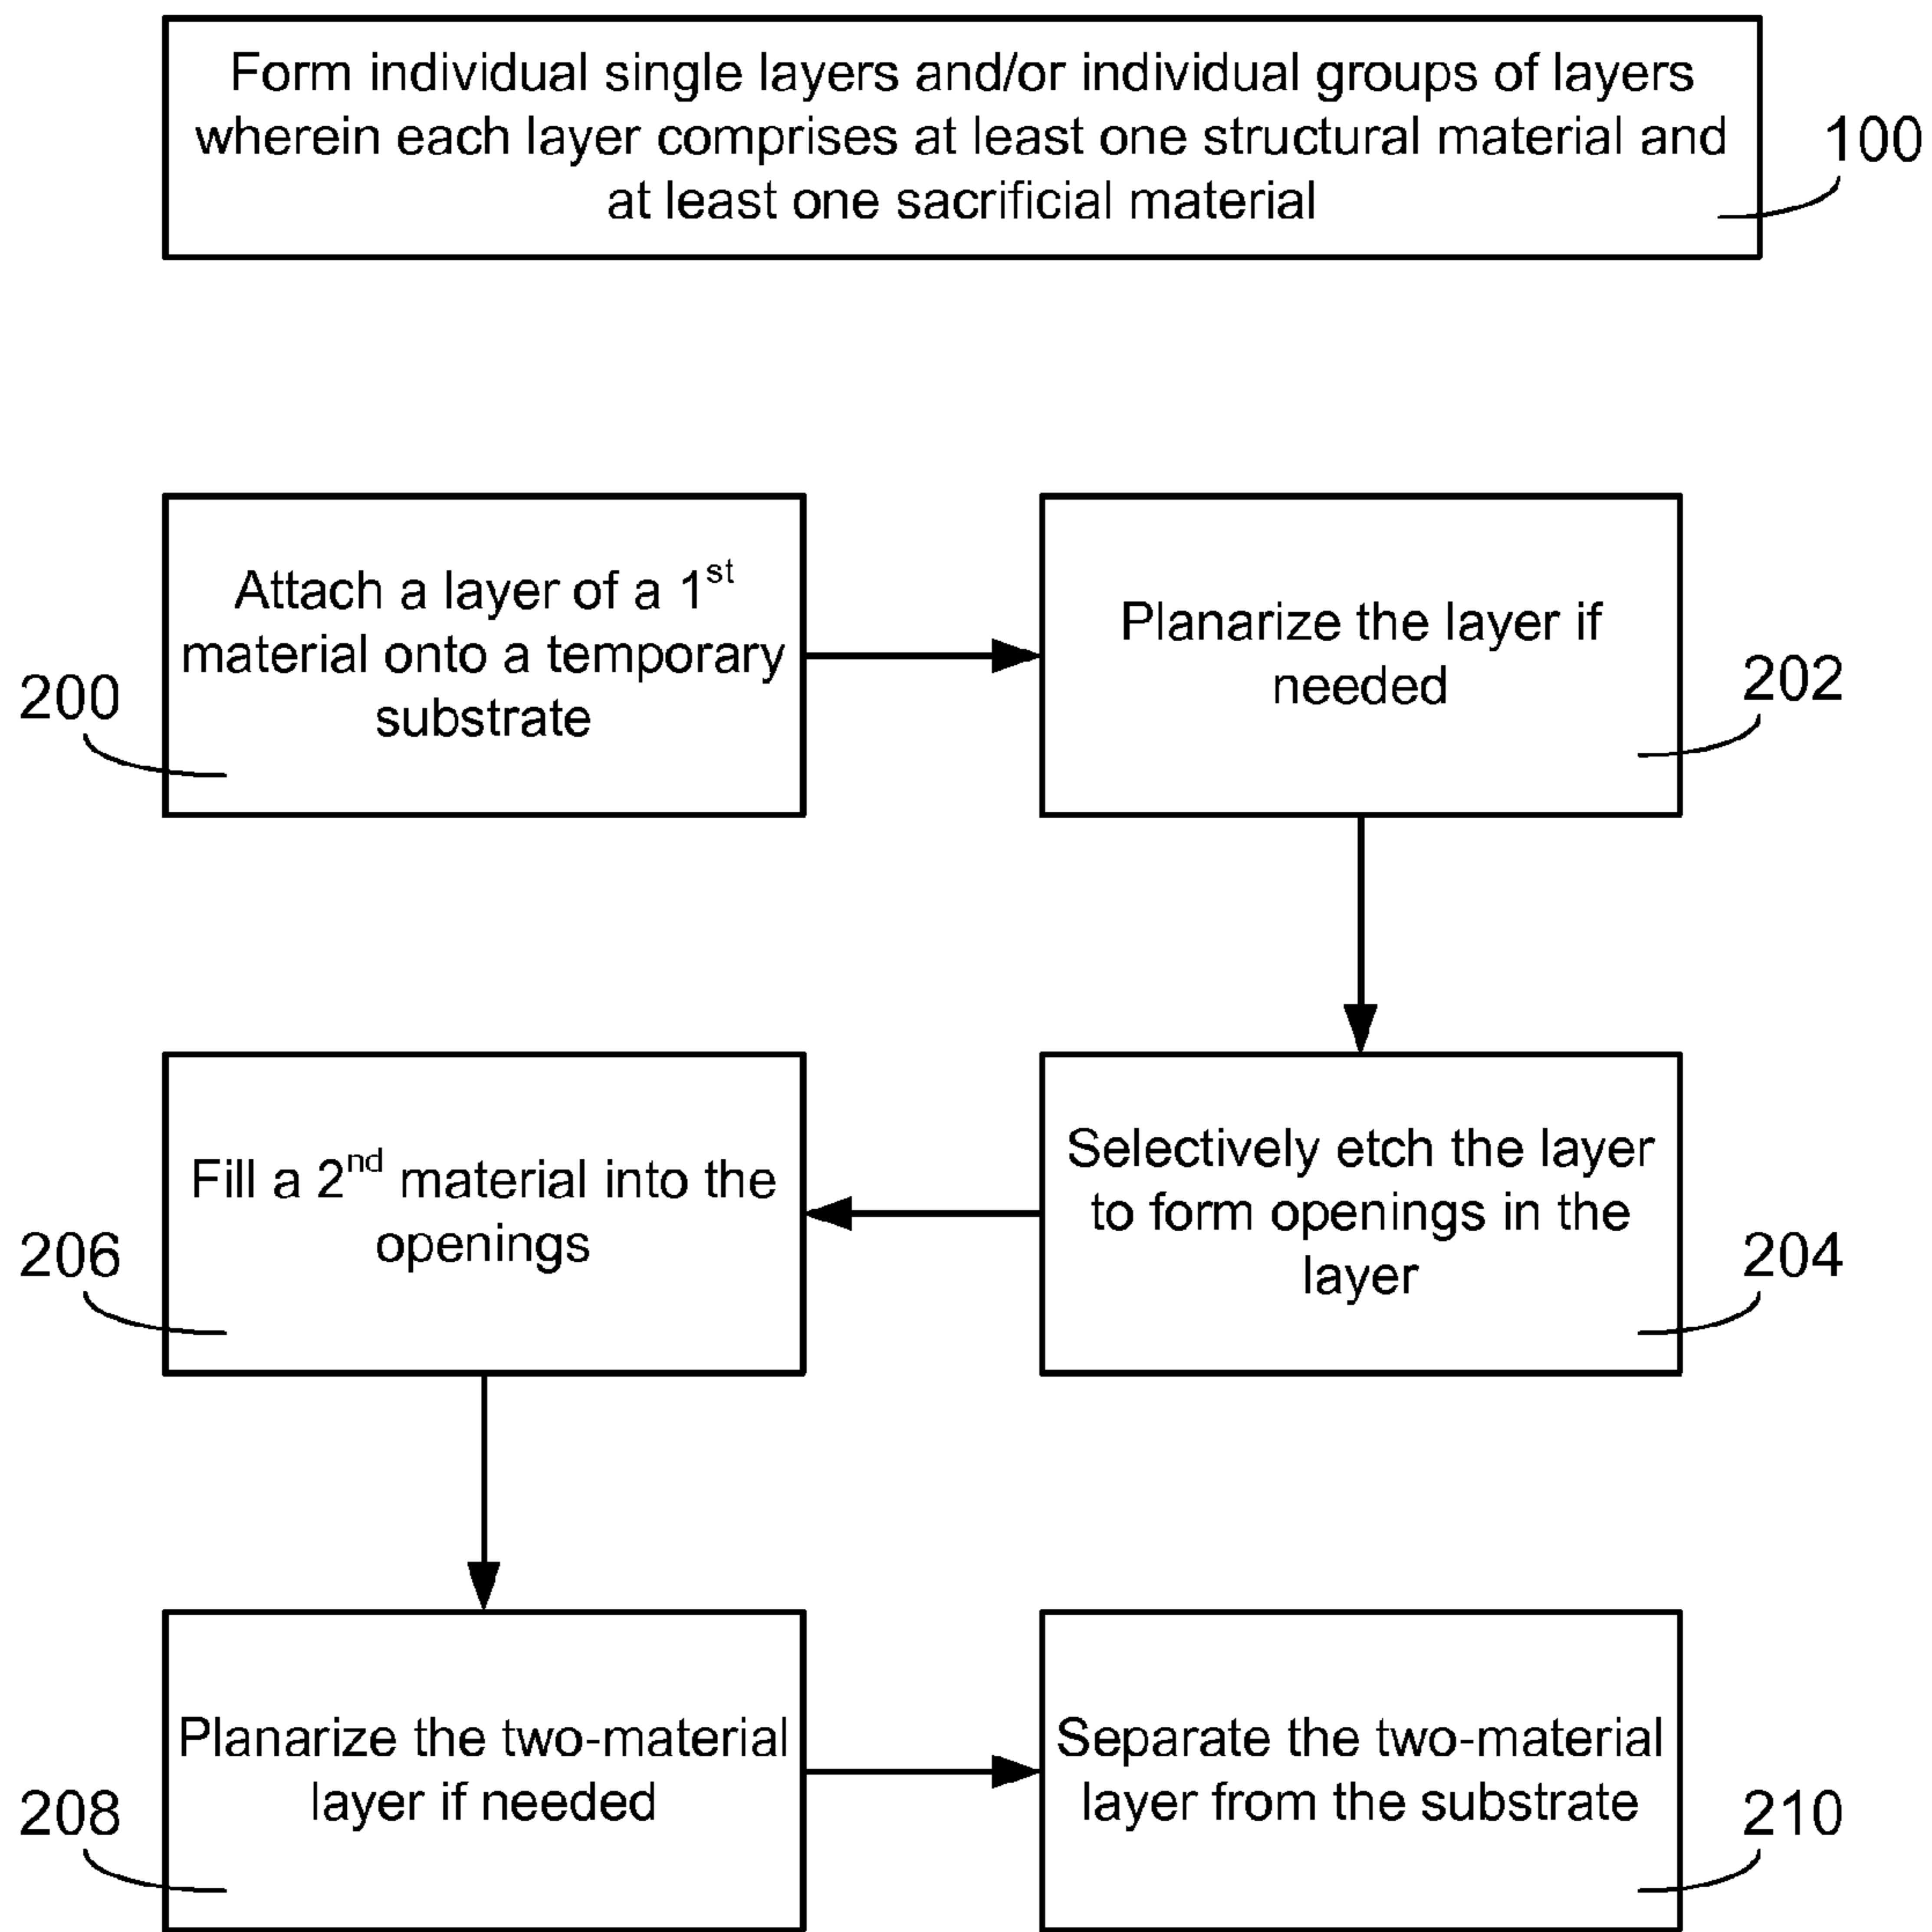 Form individual single layers and/or individual groups of layers
wherein each layer comprises at least one structural material and
at least one sacrificial material
100
Attach a layer of a 1st
material onto a temporary
substrate
200
Planarize the layer if
needed
202
Selectively etch the layer
to form openings in the
layer
204
Fill a 2nd material into the
openings
206
Planarize the two-material
layer if needed
208
Separate the two-material
layer from the substrate
210